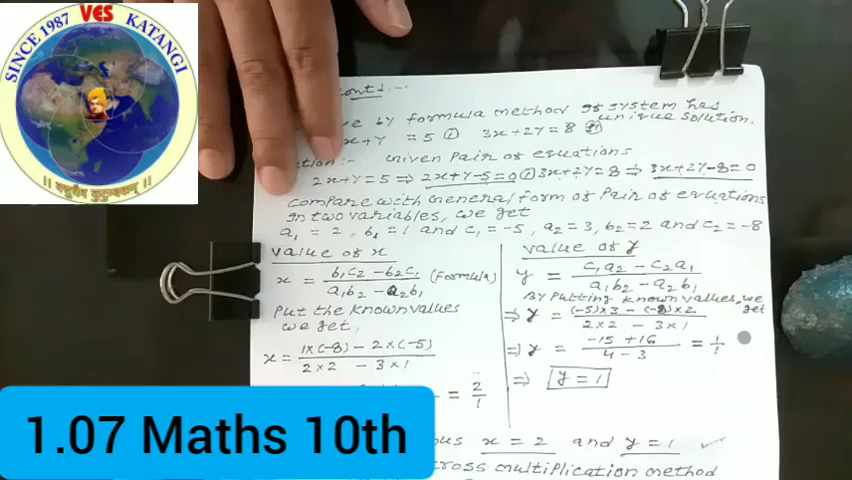 SINCE 1987 VES KATANGI
॥ वसुधैव कुटुम्बकम् ॥
contd...
by formula method if system has unique solution.
x+y = 5 ① 3x+2y=8 ⑪
Given Pair of equations
2x+y=5 ⇒ 2x+y-5=0 ① 3x+2y=8 ⇒ 3x+2y-8=0
compare with General form of Pair of equations
in two variables, we get
a₁ = 2, b₁ = 1 and c₁ = -5, a₂ = 3, b₂ = 2 and c₂ = -8
value of x
x = b₁c₂ - b₂c₁ / a₁b₂ - a₂b₁ (Formula)
Put the known values
we get,
x = 1×(-8) - 2×(-5) / 2×2 - 3×1
= 2/1
value of y
y = c₁a₂ - c₂a₁ / a₁b₂ - a₂b₁
By Putting known values, we get
⇒ y = (-5)×3 - (-8)×2 / 2×2 - 3×1
⇒ y = -15 + 16 / 4 - 3 = 1/1
⇒ y = 1
x = 2 and y = 1 ✓
cross multiplication method
1.07 Maths 10th